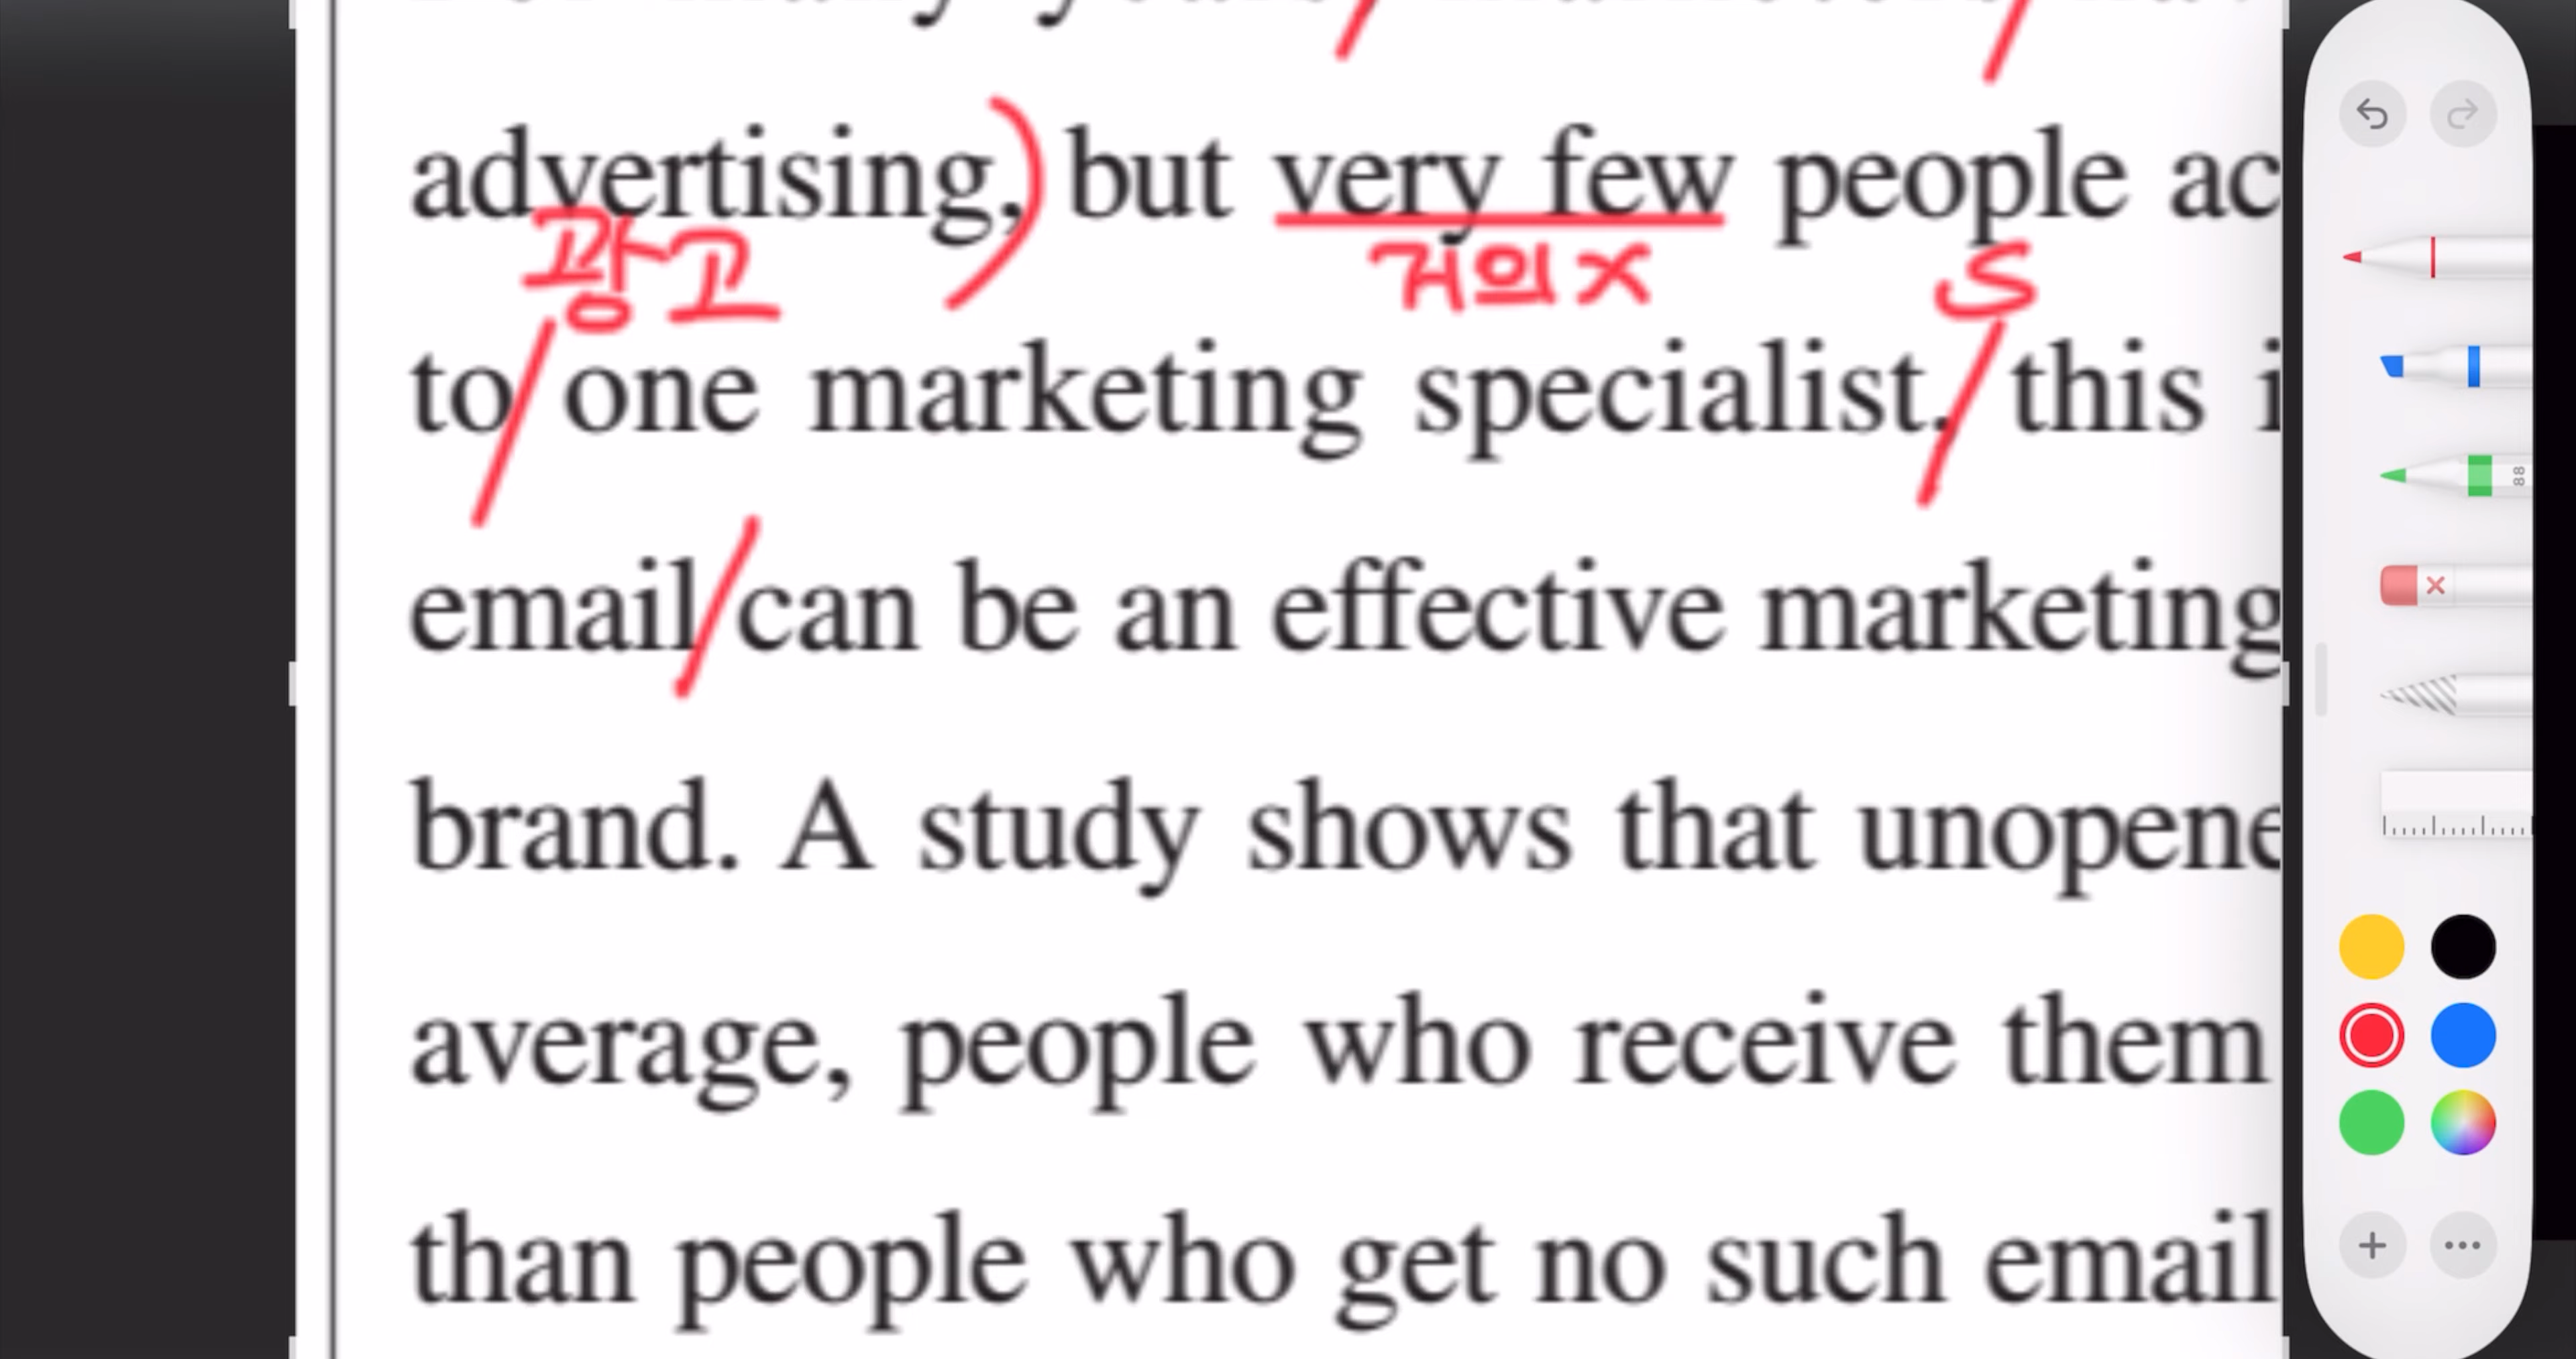 advertising, but very few people ac
광고 거의 X S
to one marketing specialist. this i
email can be an effective marketing
brand. A study shows that unopene
average, people who receive them
than people who get no such email
88